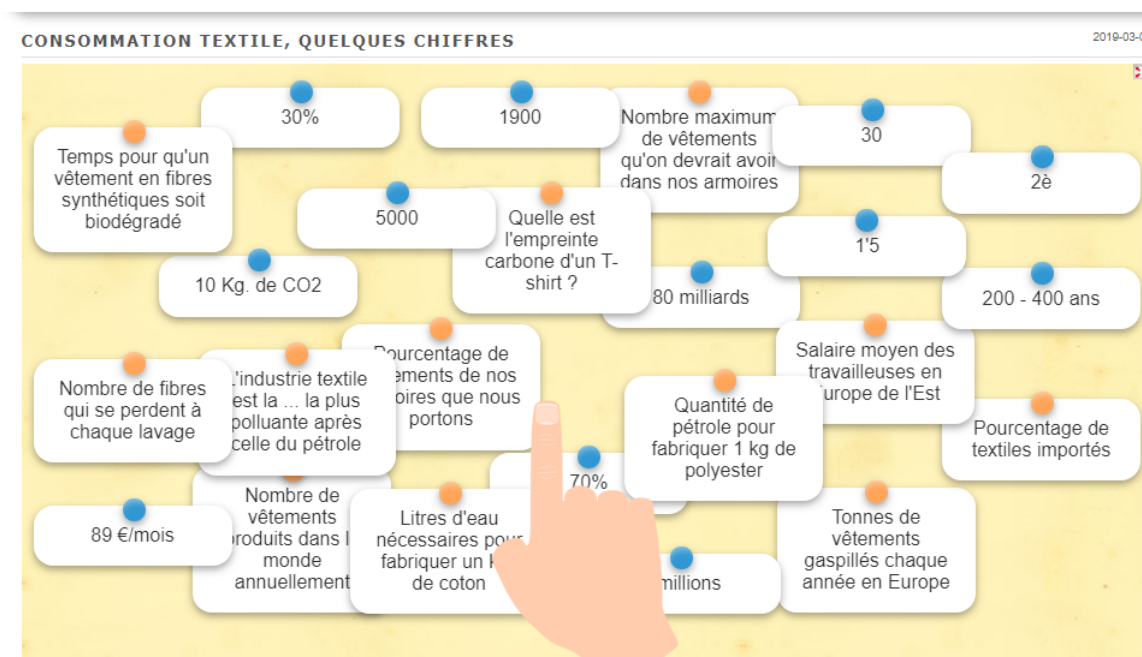 CONSOMMATION TEXTILE, QUELQUES CHIFFRES
2019-03-
30%
1900
Nombre maximum
de vêtements
qu'on devrait avoir
dans nos armoires
30
2è
Temps pour qu'un
vêtement en fibres
synthétiques soit
biodégradé
5000
Quelle est
l'empreinte
carbone d'un T-
shirt ?
1'5
10 Kg. de CO2
80 milliards
200 - 400 ans
Nombre de fibres
qui se perdent à
chaque lavage
L'industrie textile
est la ... la plus
polluante après
celle du pétrole
Pourcentage de
de nos
que nous
portons
Salaire moyen des
travailleuses en
Europe de l'Est
Quantité de
pétrole pour
fabriquer 1 kg de
polyester
Pourcentage de
textiles importés
89 €/mois
Nombre de
vêtements
produits dans
monde
annuellement
Litres d'eau
nécessaires pour
fabriquer un
de coton
70%
millions
Tonnes de
vêtements
gaspillés chaque
année en Europe